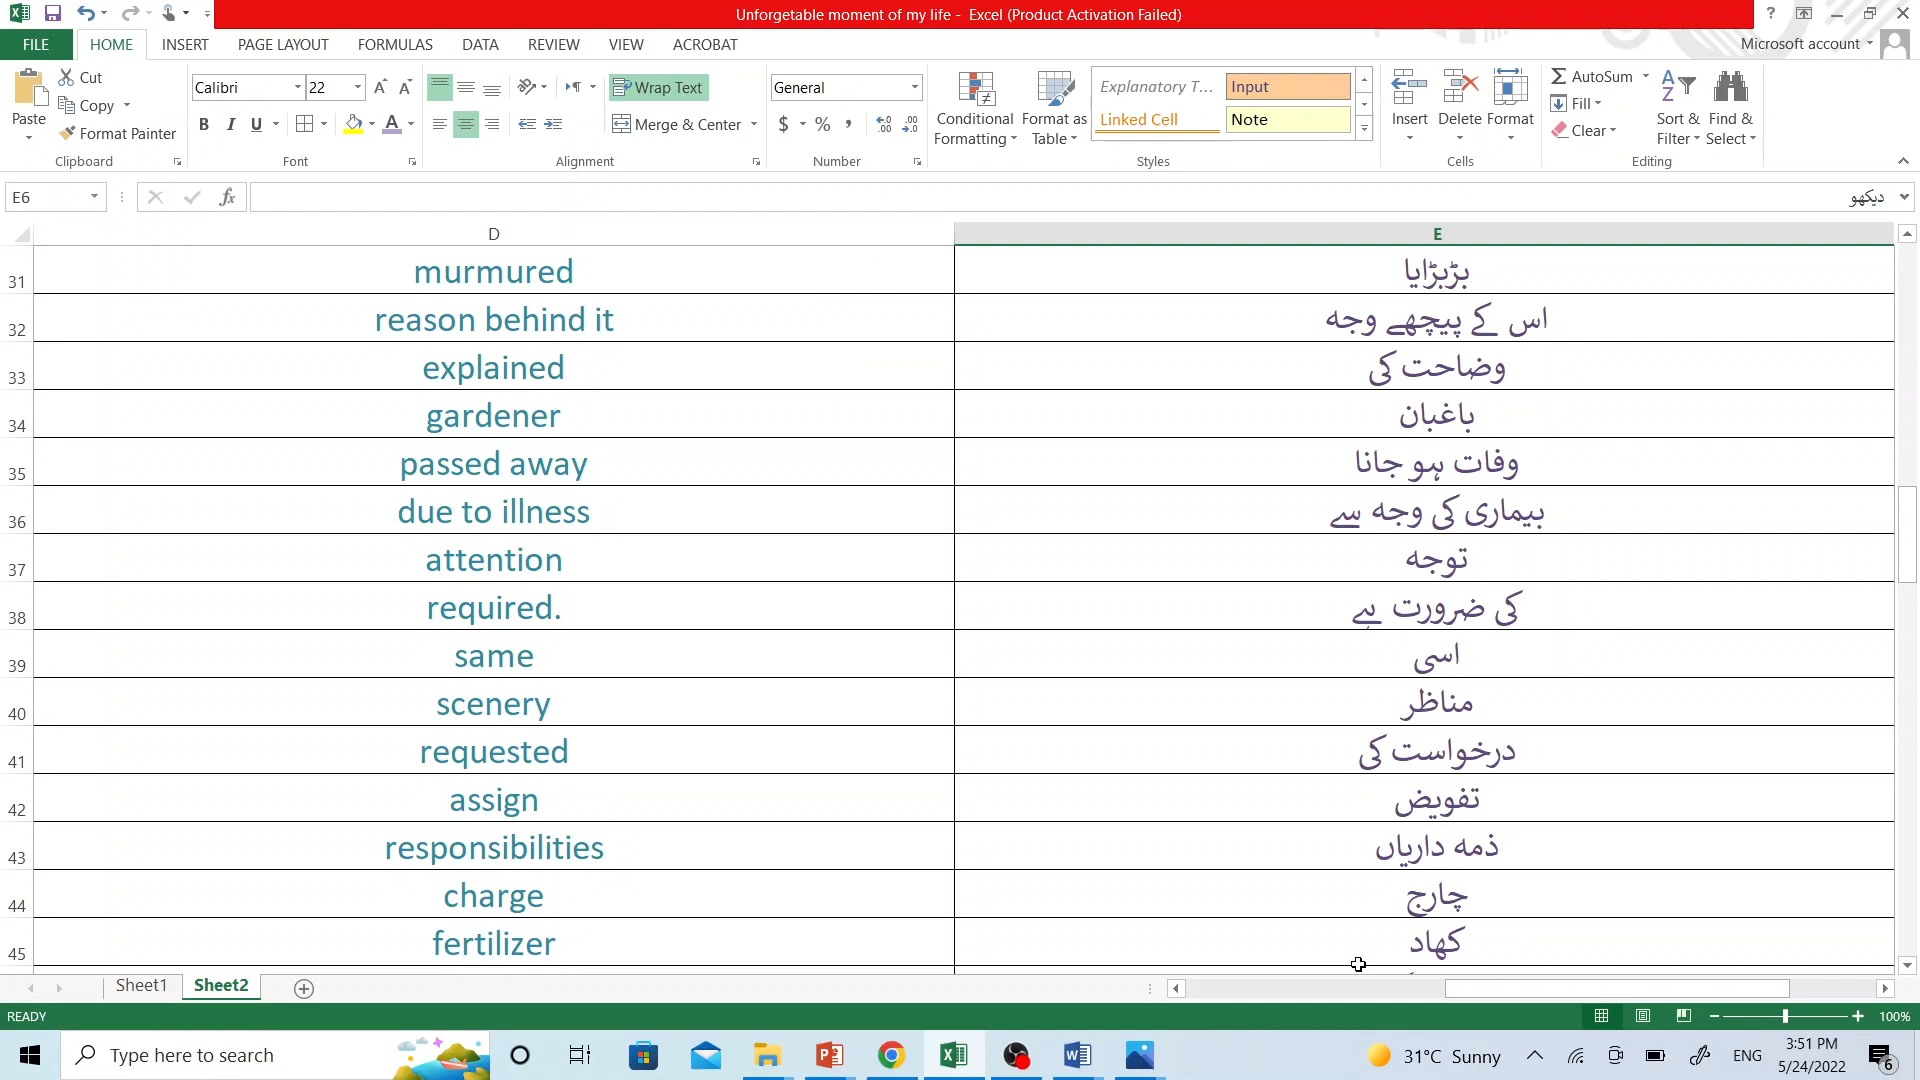 Unforgetable moment of my life - Excel (Product Activation Failed)
FILE HOME INSERT PAGE LAYOUT FORMULAS DATA REVIEW VIEW ACROBAT Microsoft account
Paste Cut Copy Format Painter Clipboard
Calibri 22 B I U A Font
Wrap Text Merge & Center Alignment
General $ % , Number
Conditional Formatting Format as Table Explanatory T... Input Linked Cell Note Styles
Insert Delete Format Cells
AutoSum Fill Clear Sort & Filter Find & Select Editing
E6 fx دیکھو
D E
31 murmured بڑبڑایا
32 reason behind it اس کے پیچھے وجہ
33 explained وضاحت کی
34 gardener باغبان
35 passed away وفات ہو جانا
36 due to illness بیماری کی وجہ سے
37 attention توجہ
38 required. کی ضرورت ہے
39 same اسی
40 scenery مناظر
41 requested درخواست کی
42 assign تفویض
43 responsibilities ذمہ داریاں
44 charge چارج
45 fertilizer کھاد
Sheet1 Sheet2
READY 100%
Type here to search 31°C Sunny ENG 3:51 PM 5/24/2022 6